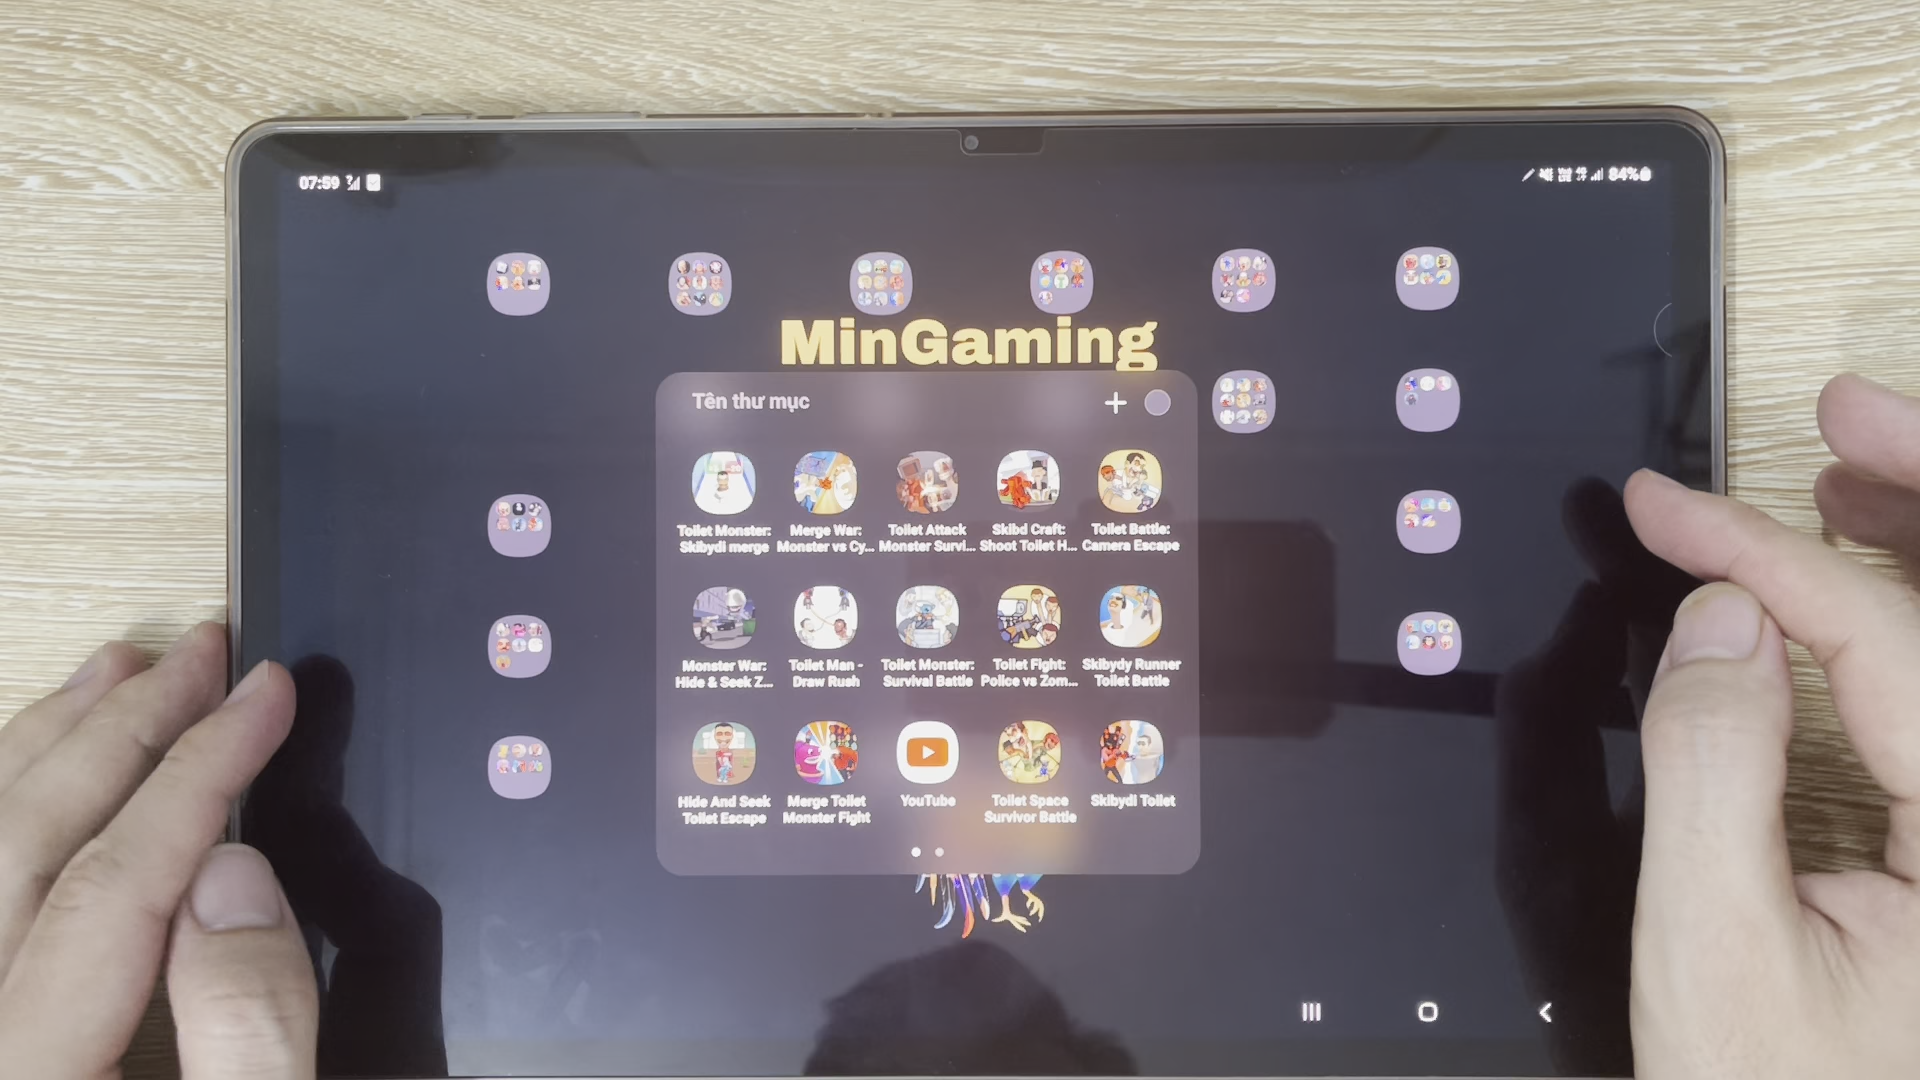 07:59
84%
MinGaming
Tên thư mục
Toilet Monster:
Skibydi merge
Merge War:
Monster vs Cy...
Toilet Attack
Monster Survi...
Skibd Craft:
Shoot Toilet H...
Toilet Battle:
Camera Escape
Monster War:
Hide & Seek Z...
Toilet Man -
Draw Rush
Toilet Monster:
Survival Battle
Toilet Fight:
Police vs Zom...
Skibydy Runner
Toilet Battle
Hide And Seek
Toilet Escape
Merge Toilet
Monster Fight
YouTube
Toilet Space
Survivor Battle
Skibydi Toilet